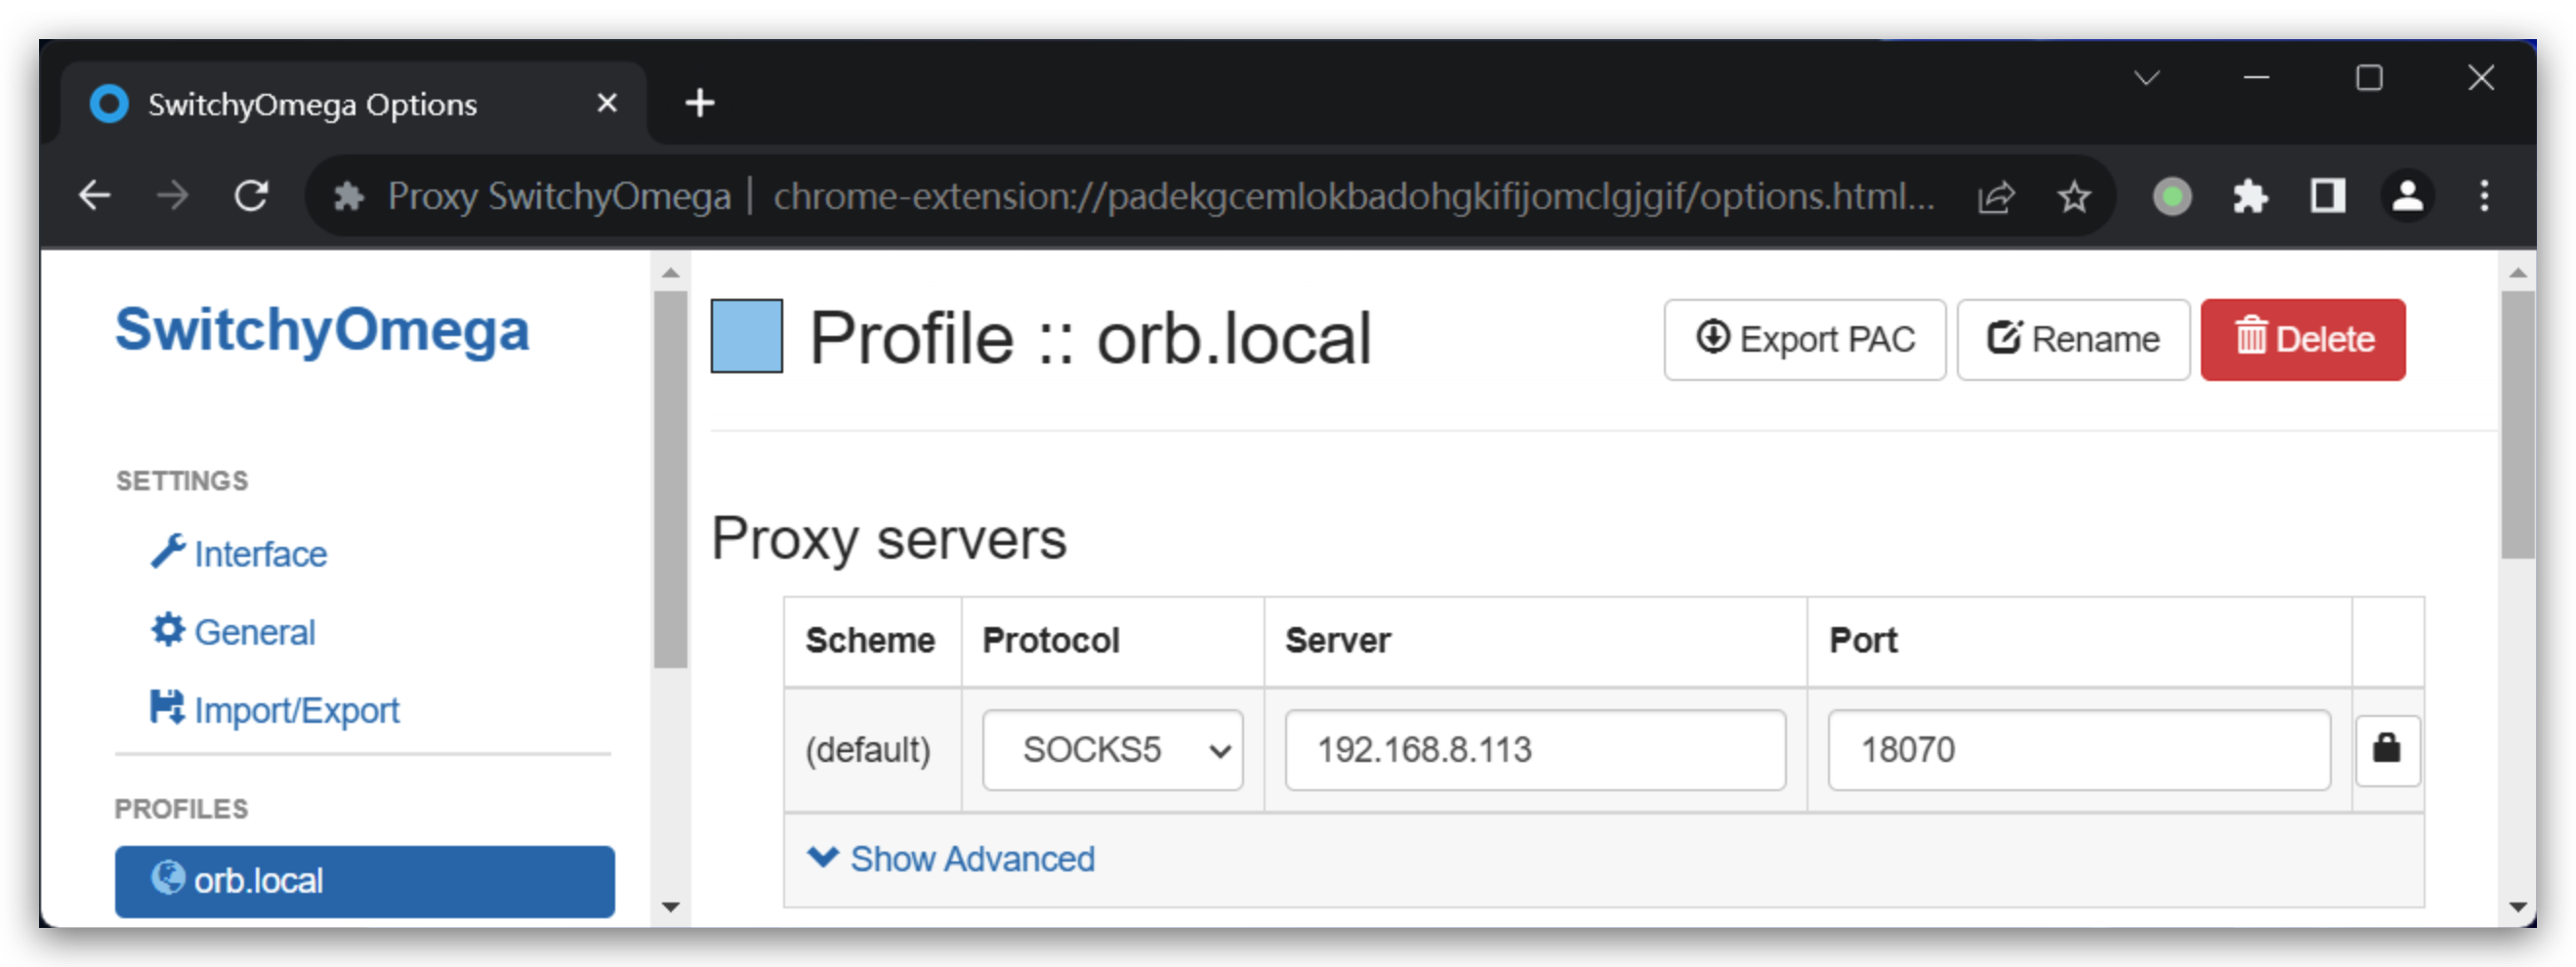 SwitchyOmega Options
Proxy SwitchyOmega | chrome-extension://padekgcemlokbadohgkifijomclgjgif/options.html...
SwitchyOmega
SETTINGS
Interface
General
Import/Export
PROFILES
orb.local
Profile :: orb.local
Export PAC
Rename
Delete
Proxy servers
Scheme Protocol Server Port
(default) SOCKS5 192.168.8.113 18070
Show Advanced